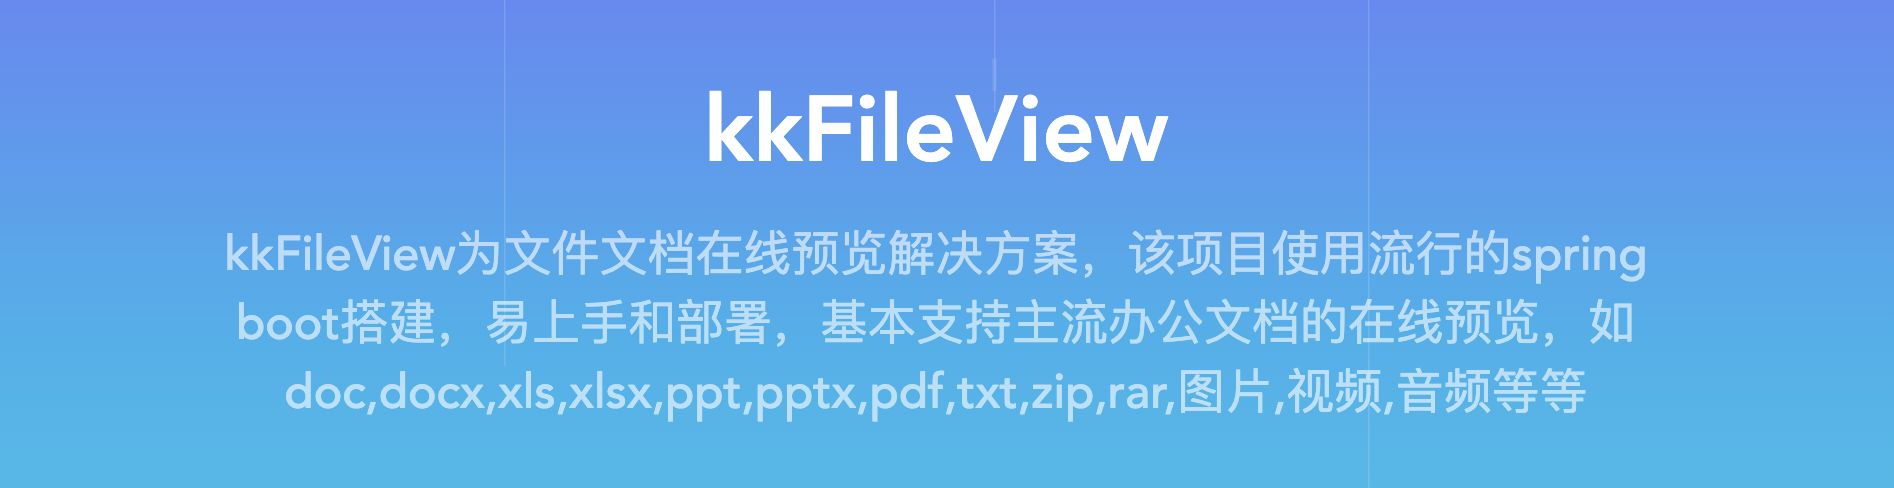 kkFileView
kkFileView为文件文档在线预览解决方案，该项目使用流行的spring
boot搭建，易上手和部署，基本支持主流办公文档的在线预览，如
doc,docx,xls,xlsx,ppt,pptx,pdf,txt,zip,rar,图片,视频,音频等等